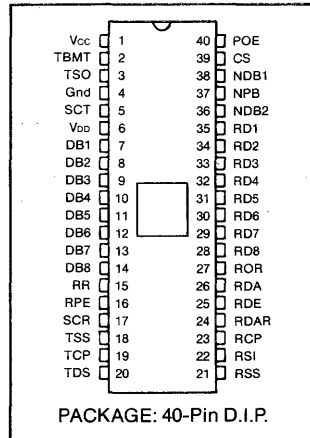 Vcc 1 40 POE
TBMT 2 39 CS
TSO 3 38 NDB1
Gnd 4 37 NPB
SCT 5 36 NDB2
VDD 6 35 RD1
DB1 7 34 RD2
DB2 8 33 RD3
DB3 9 32 RD4
DB4 10 31 RD5
DB5 11 30 RD6
DB6 12 29 RD7
DB7 13 28 RD8
DB8 14 27 ROR
RR 15 26 RDA
RPE 16 25 RDE
SCR 17 24 RDAR
TSS 18 23 RCP
TCP 19 22 RSI
TDS 20 21 RSS
PACKAGE: 40-Pin D.I.P.